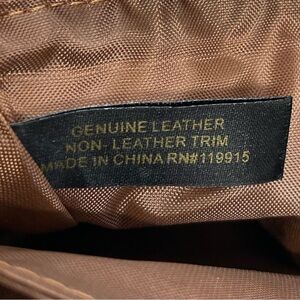 GENUINE LEATHER
NON- LEATHER TRIM
MADE IN CHINA RN#119915